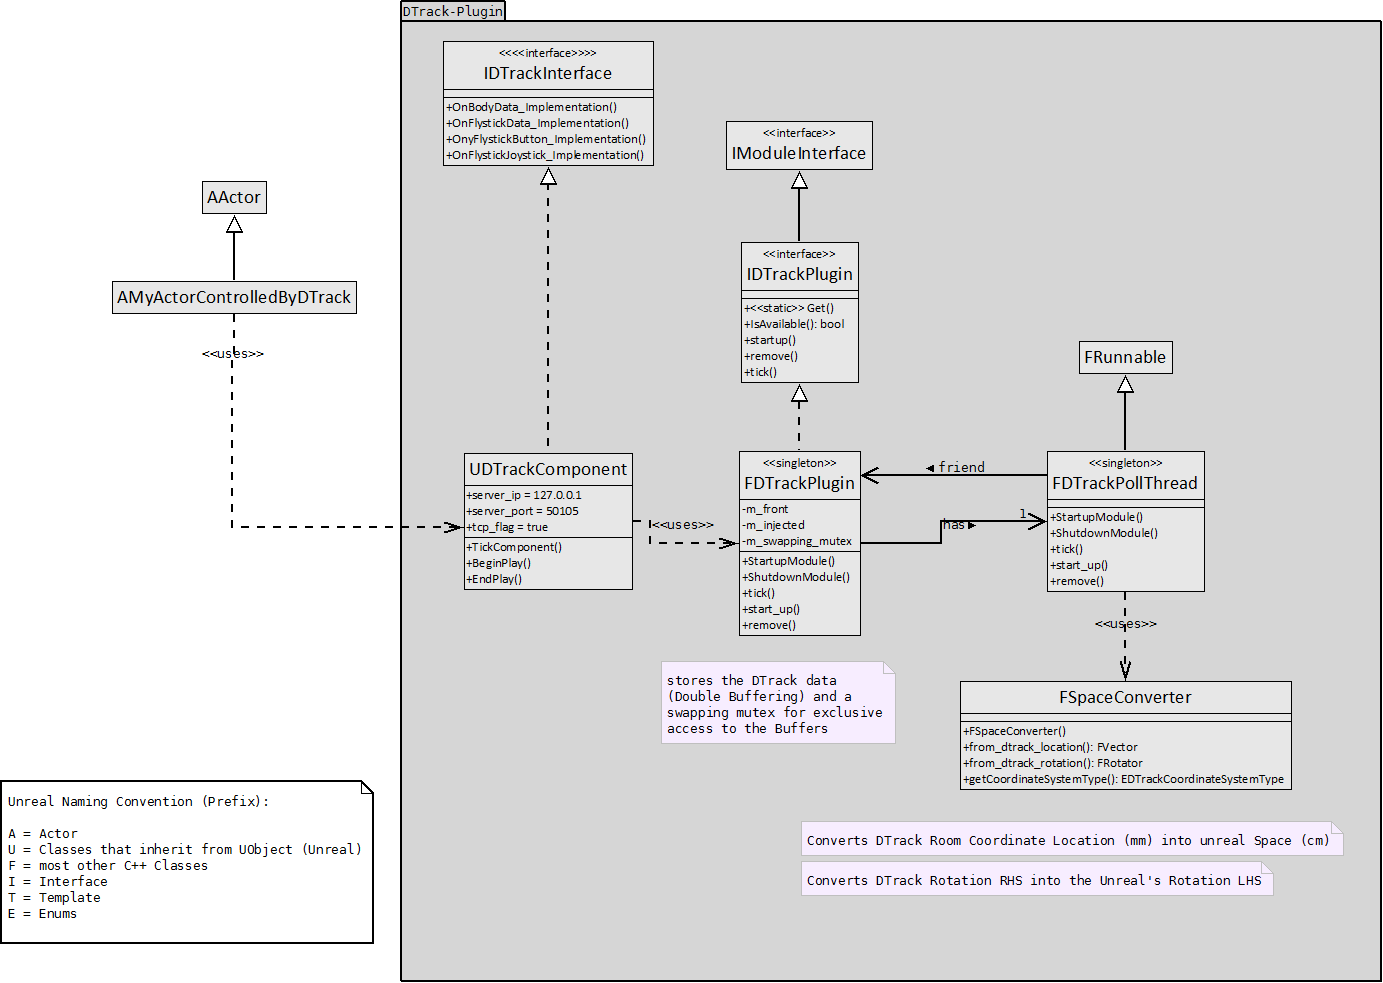 DTrack-Plugin
<<<<interface>>>>
IDTrackInterface
+OnBodyData_Implementation()
+OnFlystickData_Implementation()
+OnyFlystickButton_Implementation()
+OnFlystickJoystick_Implementation()
<<interface>>
IModuleInterface
AActor
AMyActorControlledByDTrack
<<uses>>
<<interface>>
IDTrackPlugin
+<<static>> Get()
+IsAvailable(): bool
+startup()
+remove()
+tick()
FRunnable
UDTrackComponent
+server_ip = 127.0.0.1
+server_port = 50105
+tcp_flag = true
+TickComponent()
+BeginPlay()
+EndPlay()
<<uses>>
<<singleton>>
FDTrackPlugin
-m_front
-m_injected
-m_swapping_mutex
+StartupModule()
+ShutdownModule()
+tick()
+start_up()
+remove()
◄ friend
has ►
1
<<singleton>>
FDTrackPollThread
+StartupModule()
+ShutdownModule()
+tick()
+start_up()
+remove()
<<uses>>
stores the DTrack data
(Double Buffering) and a
swapping mutex for exclusive
access to the Buffers
FSpaceConverter
+FSpaceConverter()
+from_dtrack_location(): FVector
+from_dtrack_rotation(): FRotator
+getCoordinateSystemType(): EDTrackCoordinateSystemType
Converts DTrack Room Coordinate Location (mm) into unreal Space (cm)
Converts DTrack Rotation RHS into the Unreal's Rotation LHS
Unreal Naming Convention (Prefix):
A = Actor
U = Classes that inherit from UObject (Unreal)
F = most other C++ Classes
I = Interface
T = Template
E = Enums